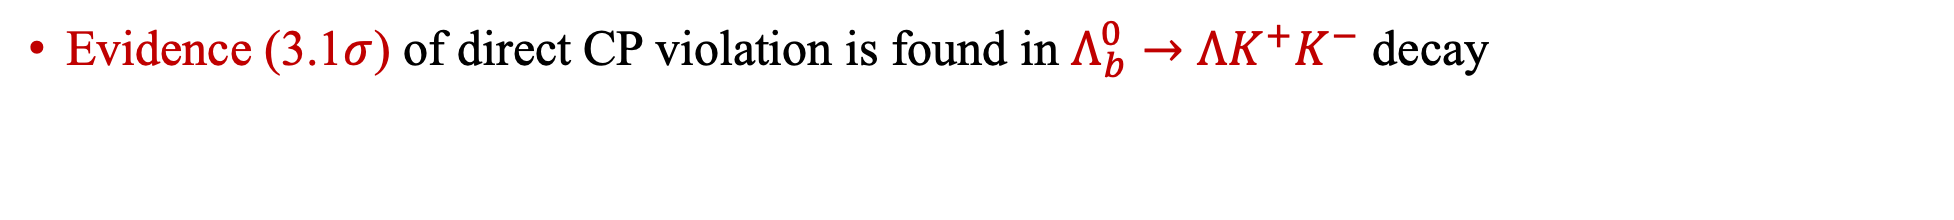 • Evidence (3.1σ) of direct CP violation is found in Λ_b^0 → ΛK⁺K⁻ decay